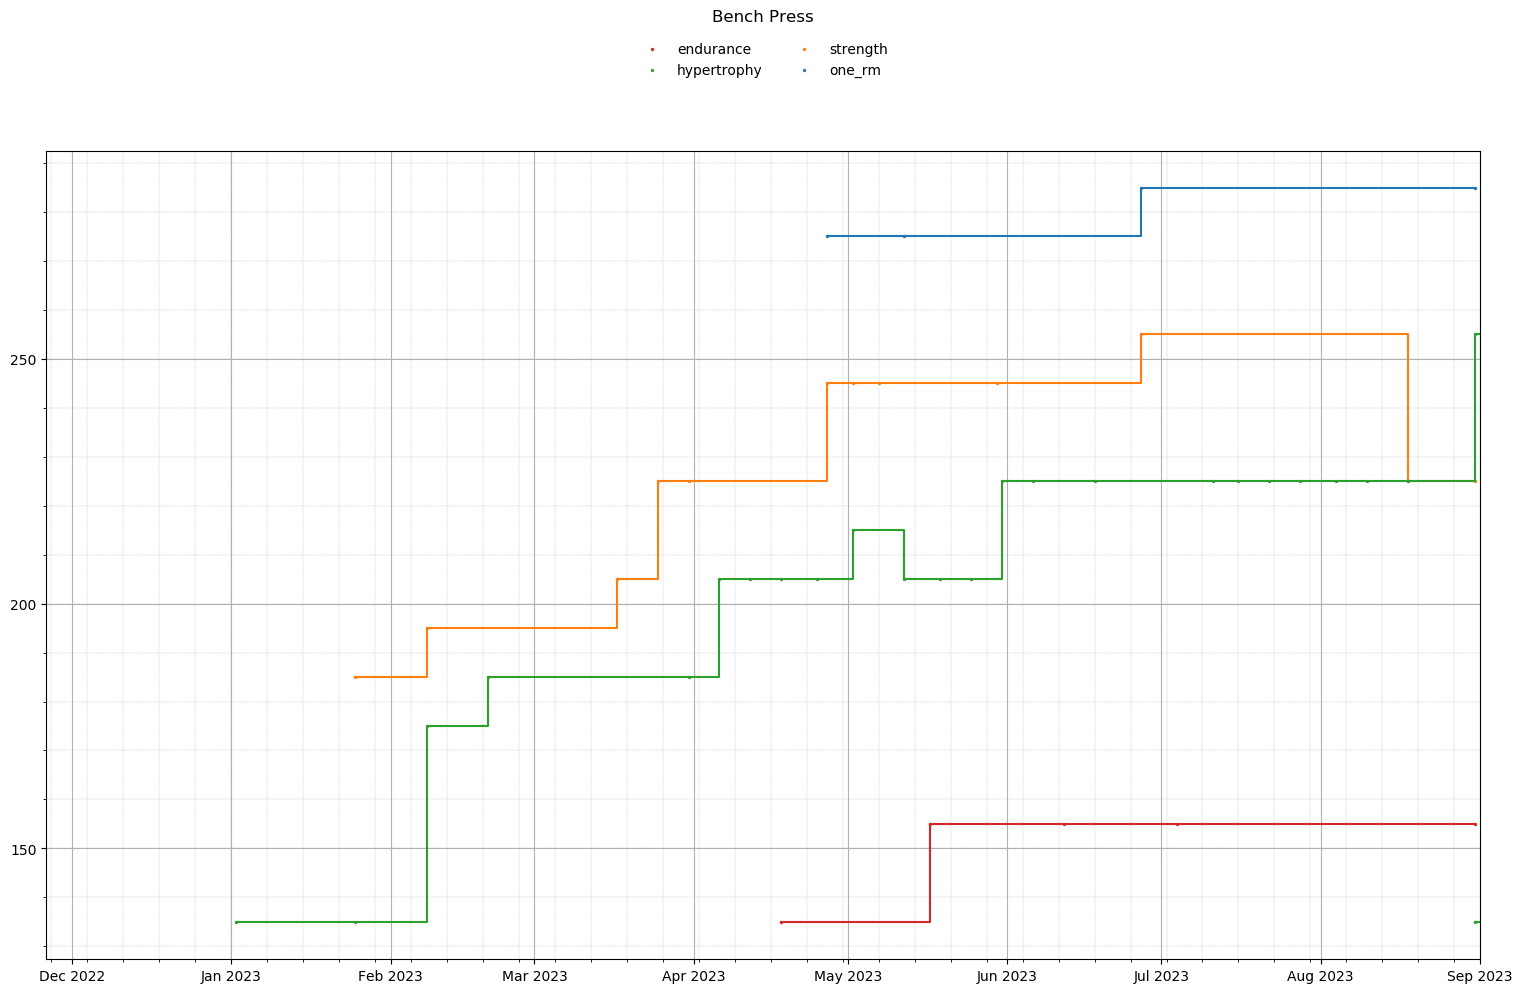 Bench Press
endurance strength
hypertrophy one_rm
250
200
150
Dec 2022 Jan 2023 Feb 2023 Mar 2023 Apr 2023 May 2023 Jun 2023 Jul 2023 Aug 2023 Sep 2023